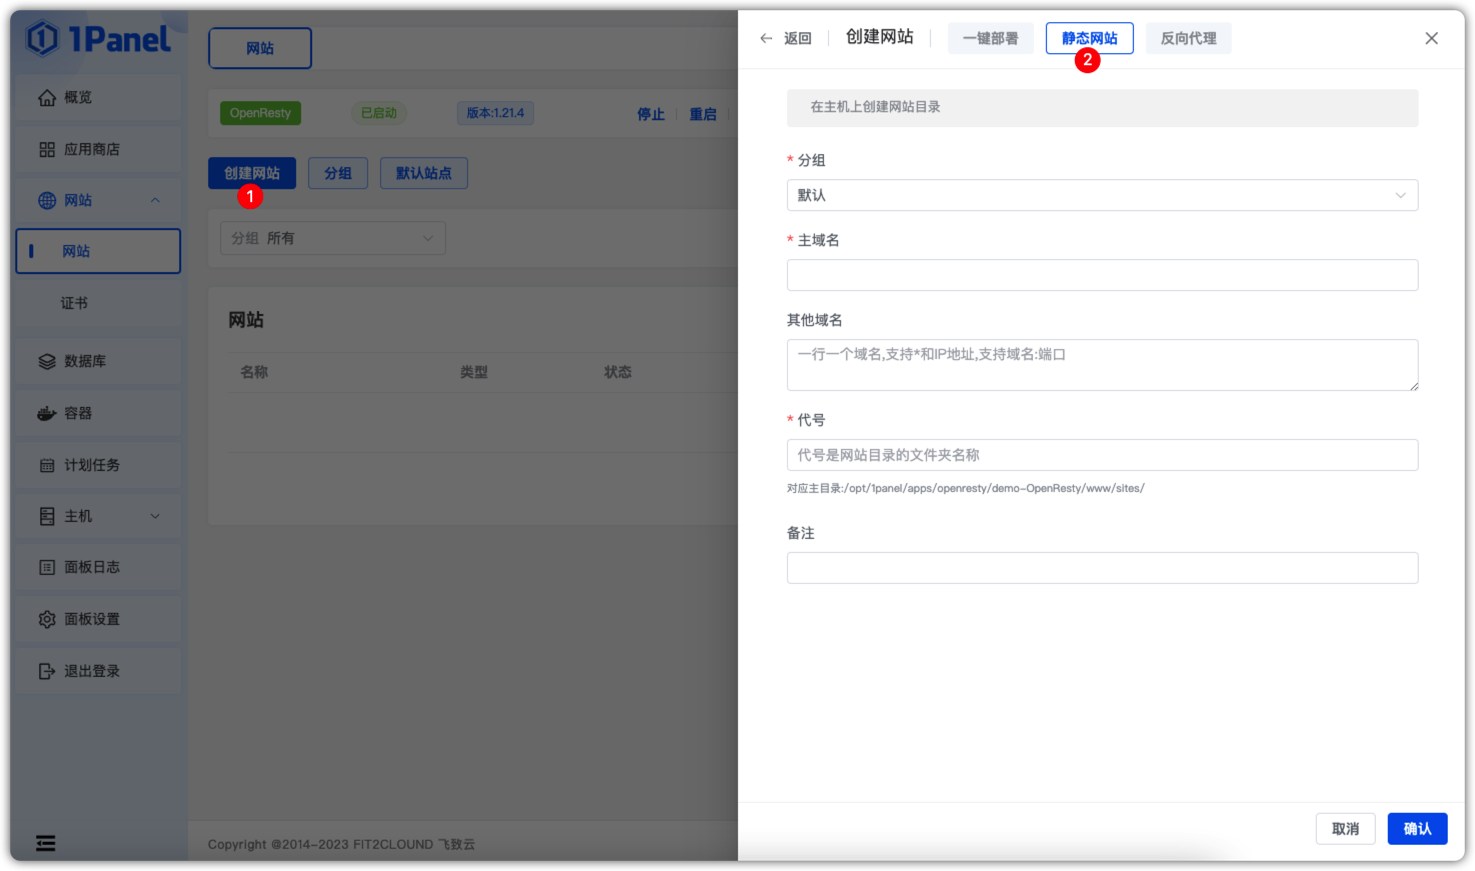 1Panel
概览
应用商店
网站
网站
证书
数据库
容器
计划任务
主机
面板日志
面板设置
退出登录
网站
OpenResty 已启动 版本:1.21.4 停止 重启
创建网站 分组 默认站点
1
分组 所有
网站
名称 类型 状态
Copyright @2014-2023 FIT2CLOUND 飞致云
返回 创建网站 一键部署 静态网站 反向代理
2
在主机上创建网站目录
* 分组
默认
* 主域名
其他域名
一行一个域名,支持*和IP地址,支持域名:端口
* 代号
代号是网站目录的文件夹名称
对应主目录:/opt/1panel/apps/openresty/demo-OpenResty/www/sites/
备注
取消 确认